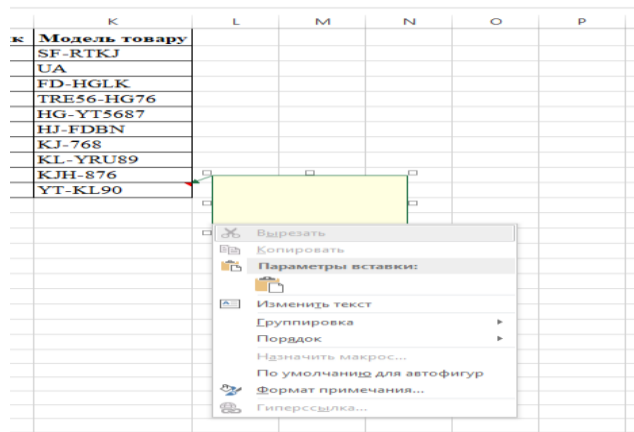 K L M N O P
к Модель товару
SF-RTKJ
UA
FD-HGLK
TRE56-HG76
HG-YT5687
HJ-FDBN
KJ-768
KL-YRU89
KJH-876
YT-KL90
Вырезать
Копировать
Параметры вставки:
Изменить текст
Группировка
Порядок
Назначить макрос...
По умолчанию для автофигур
Формат примечания...
Гиперссылка...